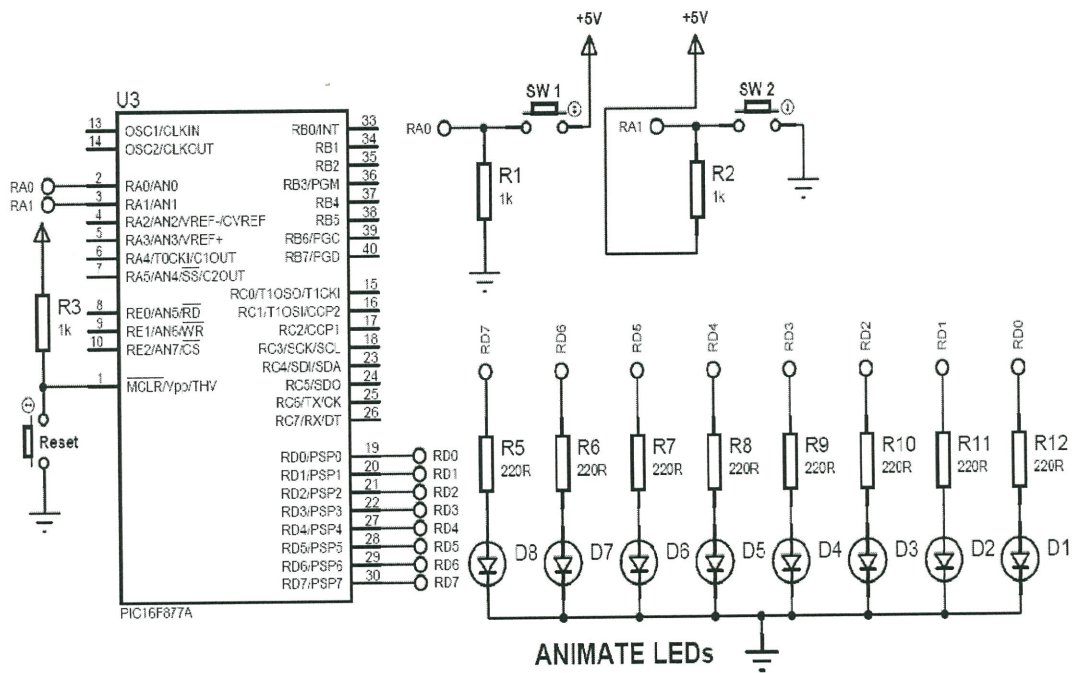 +5V
+5V
SW 1
SW 2
RA0
RA1
R1
1k
R2
1k
U3
13
OSC1/CLKIN
14
OSC2/CLKOUT
RA0
2
RA0/AN0
RA1
3
RA1/AN1
4
RA2/AN2/VREF-/CVREF
5
RA3/AN3/VREF+
6
RA4/T0CKI/C1OUT
7
RA5/AN4/SS/C2OUT
8
RE0/AN5/RD
9
RE1/AN6/WR
10
RE2/AN7/CS
1
MCLR/Vpp/THV
R3
1k
Reset
RB0/INT
33
RB1
34
RB2
35
RB3/PGM
36
RB4
37
RB5
38
RB6/PGC
39
RB7/PGD
40
RC0/T1OSO/T1CKI
15
RC1/T1OSI/CCP2
16
RC2/CCP1
17
RC3/SCK/SCL
18
RC4/SDI/SDA
23
RC5/SDO
24
RC6/TX/CK
25
RC7/RX/DT
26
RD0/PSP0
19
RD0
RD1/PSP1
20
RD1
RD2/PSP2
21
RD2
RD3/PSP3
22
RD3
RD4/PSP4
27
RD4
RD5/PSP5
28
RD5
RD6/PSP6
29
RD6
RD7/PSP7
30
RD7
PIC16F877A
RD7
RD6
RD5
RD4
RD3
RD2
RD1
RD0
R5
220R
R6
220R
R7
220R
R8
220R
R9
220R
R10
220R
R11
220R
R12
220R
D8
D7
D6
D5
D4
D3
D2
D1
ANIMATE LEDs